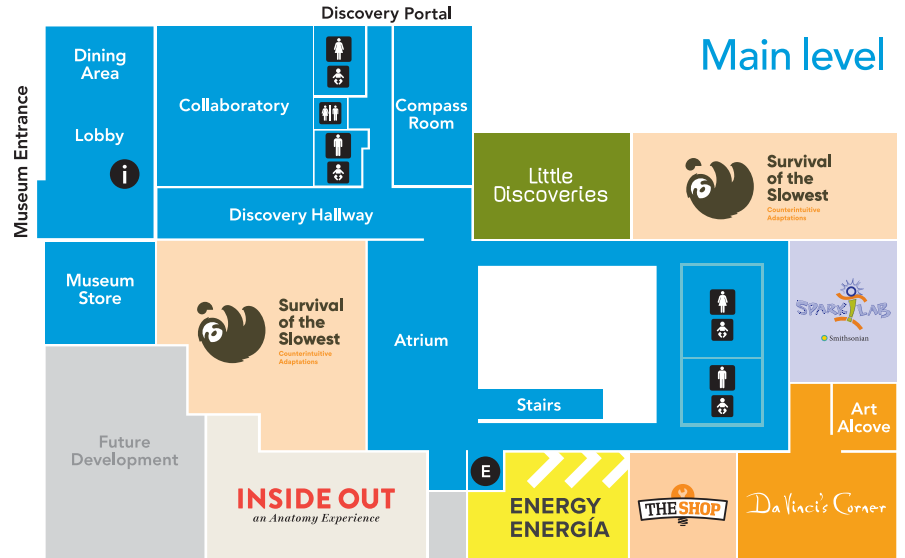 Discovery Portal
Main level
Museum Entrance
Dining
Area
Lobby
i
Collaboratory
Compass
Room
Discovery Hallway
Little
Discoveries
Survival
of the
Slowest
Counterintuitive
Adaptations
Museum
Store
Survival
of the
Slowest
Counterintuitive
Adaptations
Atrium
Stairs
SPARK LAB
Smithsonian
Art
Alcove
Future
Development
INSIDE OUT
an Anatomy Experience
E
ENERGY
ENERGÍA
THE SHOP
Da Vinci's Corner